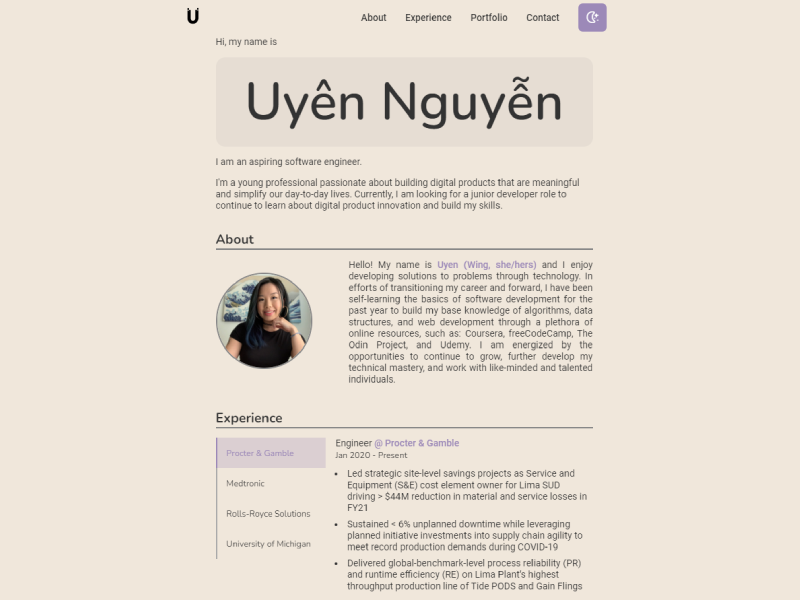 Ü
About Experience Portfolio Contact
Hi, my name is
Uyên Nguyễn
I am an aspiring software engineer.
I'm a young professional passionate about building digital products that are meaningful
and simplify our day-to-day lives. Currently, I am looking for a junior developer role to
continue to learn about digital product innovation and build my skills.
About
Hello! My name is Uyen (Wing, she/hers) and I enjoy
developing solutions to problems through technology. In
efforts of transitioning my career and forward, I have been
self-learning the basics of software development for the
past year to build my base knowledge of algorithms, data
structures, and web development through a plethora of
online resources, such as: Coursera, freeCodeCamp, The
Odin Project, and Udemy. I am energized by the
opportunities to continue to grow, further develop my
technical mastery, and work with like-minded and talented
individuals.
Experience
Procter & Gamble
Medtronic
Rolls-Royce Solutions
University of Michigan
Engineer @ Procter & Gamble
Jan 2020 - Present
• Led strategic site-level savings projects as Service and
Equipment (S&E) cost element owner for Lima SUD
driving > $44M reduction in material and service losses in
FY21
• Sustained < 6% unplanned downtime while leveraging
planned initiative investments into supply chain agility to
meet record production demands during COVID-19
• Delivered global-benchmark-level process reliability (PR)
and runtime efficiency (RE) on Lima Plant's highest
throughput production line of Tide PODS and Gain Flings